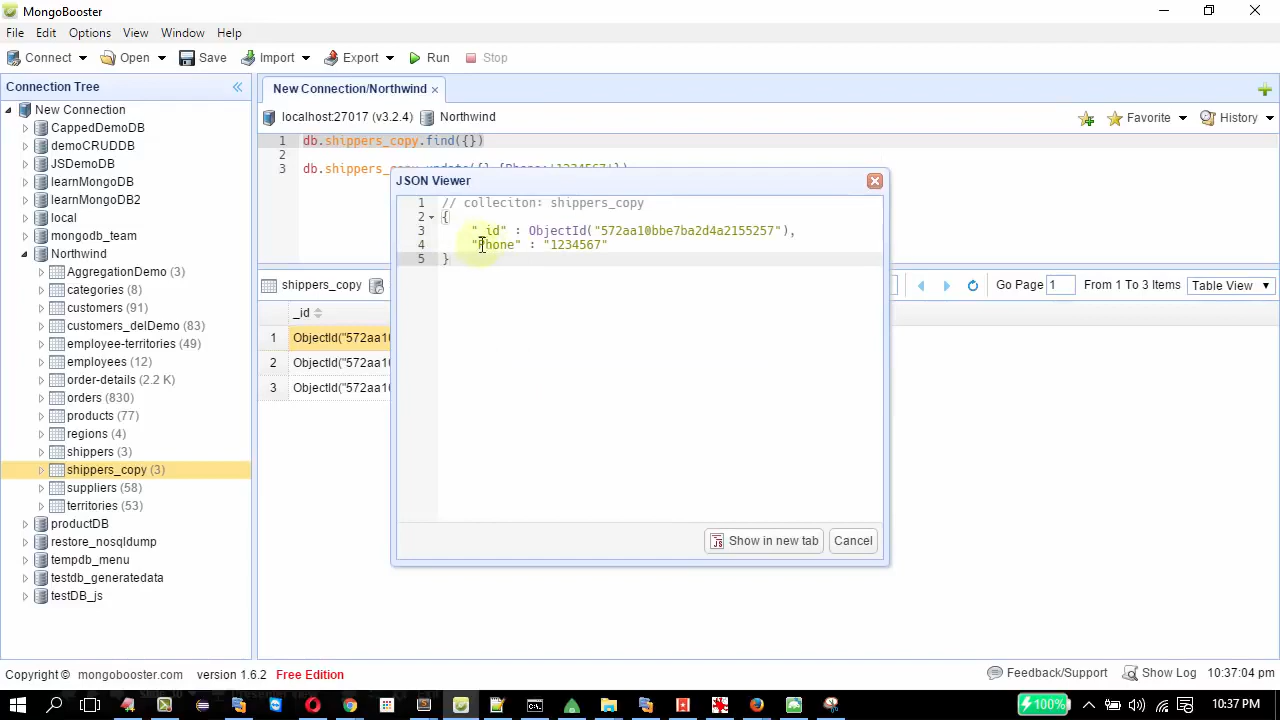 MongoBooster
File Edit Options View Window Help
Connect Open Save Import Export Run Stop
Connection Tree
New Connection
CappedDemoDB
demoCRUDDB
JSDemoDB
learnMongoDB
learnMongoDB2
local
mongodb_team
Northwind
AggregationDemo (3)
categories (8)
customers (91)
customers_delDemo (83)
employee-territories (49)
employees (12)
order-details (2.2 K)
orders (830)
products (77)
regions (4)
shippers (3)
shippers_copy (3)
suppliers (58)
territories (53)
productDB
restore_nosqldump
tempdb_menu
testdb_generatedata
testDB_js
New Connection/Northwind ×
localhost:27017 (v3.2.4) Northwind
Favorite History
1 db.shippers_copy.find({})
2
3 db.shippers_copy.update({},{Phone:'1234567'})
JSON Viewer
1 // colleciton: shippers_copy
2 {
3 "_id" : ObjectId("572aa10bbe7ba2d4a2155257"),
4 "Phone" : "1234567"
5 }
Show in new tab Cancel
shippers_copy
Go Page 1 From 1 To 3 Items Table View
_id
1 ObjectId("572aa10
2 ObjectId("572aa10
3 ObjectId("572aa10
Copyright © mongobooster.com version 1.6.2 Free Edition
Feedback/Support Show Log 10:37:04 pm
100% 10:37 PM